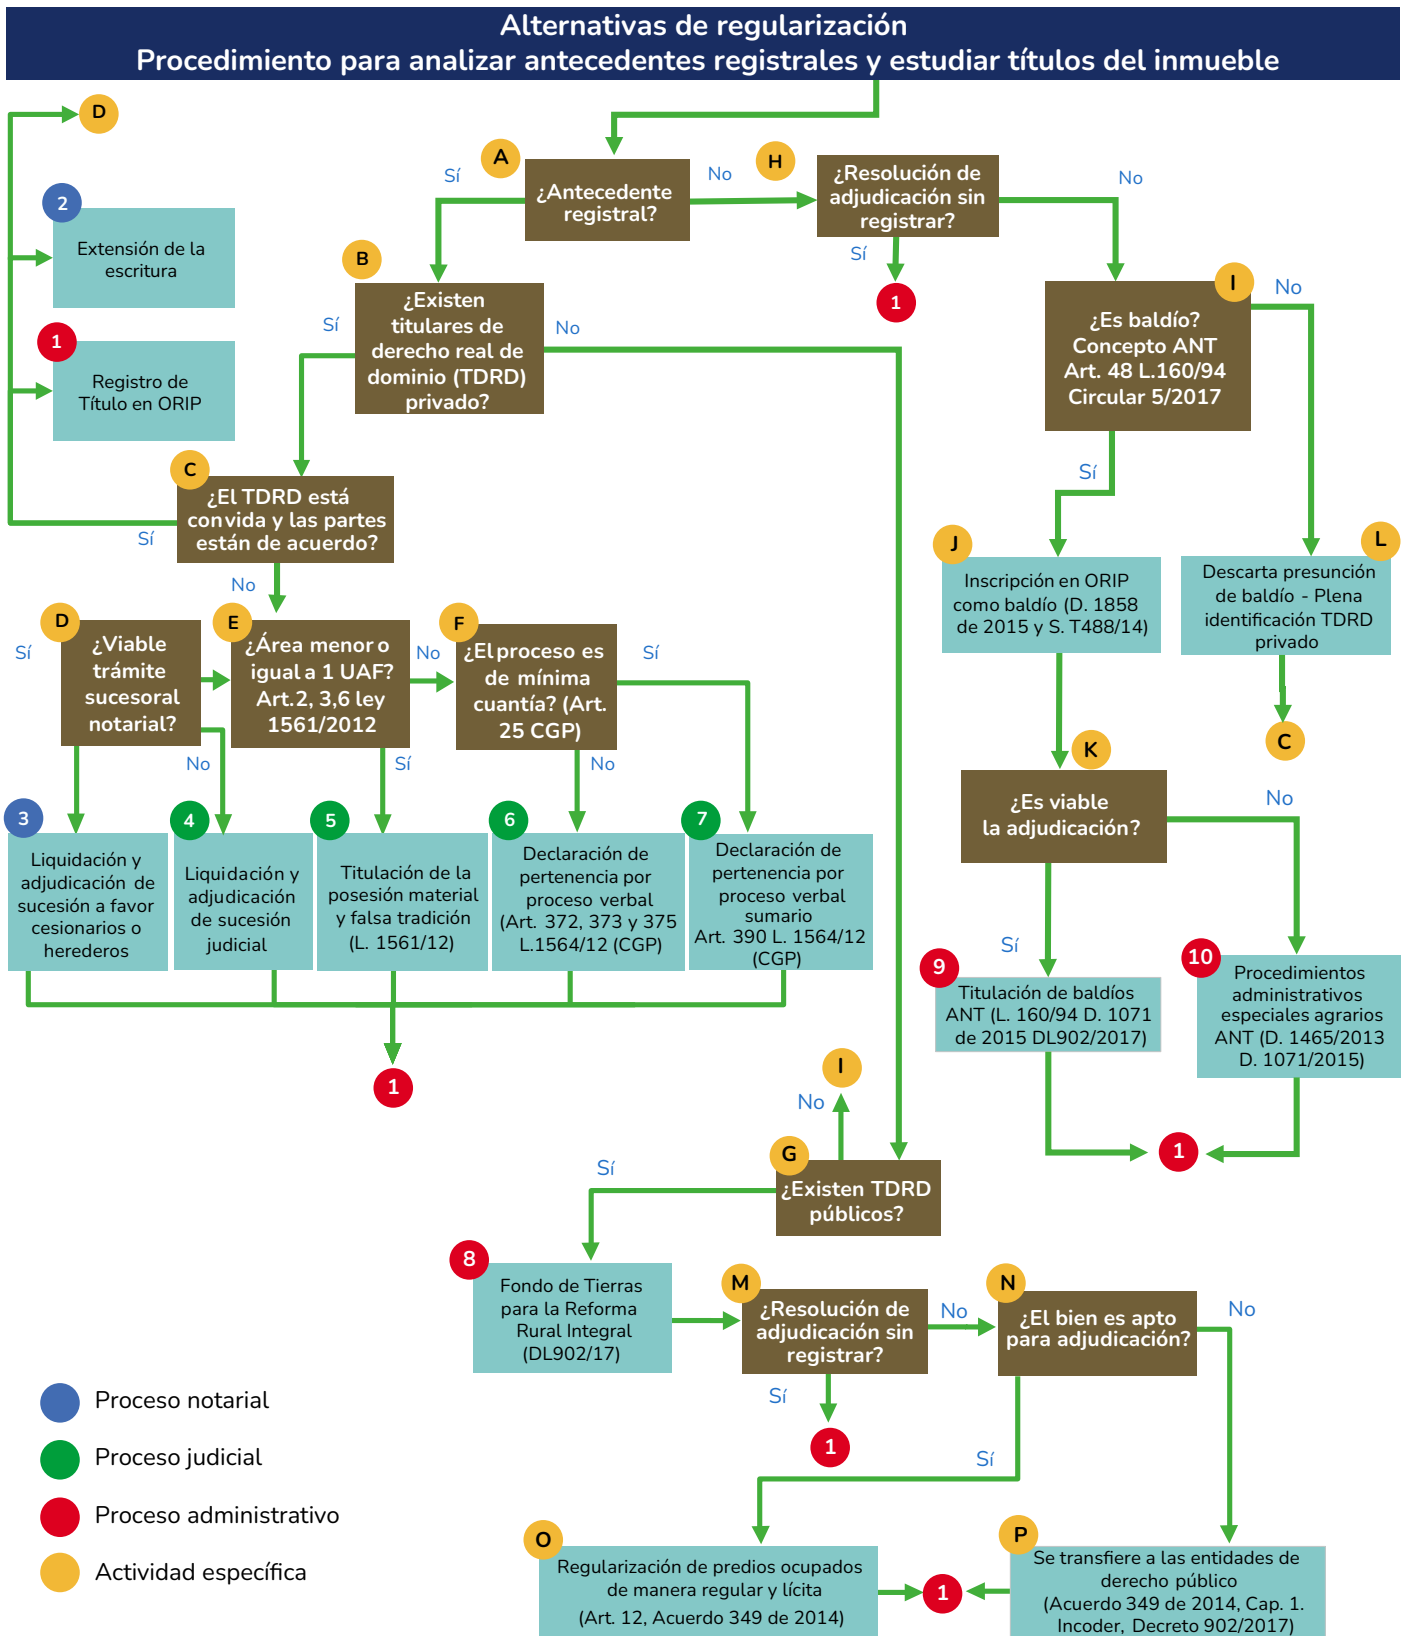 Alternativas de regularización
Procedimiento para analizar antecedentes registrales y estudiar títulos del inmueble
D
2
Extensión de la
escritura
1
Registro de
Título en ORIP
A
Sí
¿Antecedente
registral?
No
H
¿Resolución de
adjudicación sin
registrar?
No
Sí
1
B
Sí
¿Existen
titulares de
derecho real de
dominio (TDRD)
privado?
No
I
No
¿Es baldío?
Concepto ANT
Art. 48 L.160/94
Circular 5/2017
Sí
C
¿El TDRD está
convida y las partes
están de acuerdo?
Sí
No
J
Inscripción en ORIP
como baldío (D. 1858
de 2015 y S. T488/14)
L
Descarta presunción
de baldío - Plena
identificación TDRD
privado
C
D
Sí
¿Viable
trámite
sucesoral
notarial?
No
E
¿Área menor o
igual a 1 UAF?
Art.2, 3,6 ley
1561/2012
No
Sí
F
¿El proceso es
de mínima
cuantía? (Art.
25 CGP)
Sí
No
K
¿Es viable
la adjudicación?
No
Sí
3
Liquidación y
adjudicación de
sucesión a favor
cesionarios o
herederos
4
Liquidación y
adjudicación
de sucesión
judicial
5
Titulación de la
posesión material
y falsa tradición
(L. 1561/12)
6
Declaración de
pertenencia por
proceso verbal
(Art. 372, 373 y 375
L.1564/12 (CGP)
7
Declaración de
pertenencia por
proceso verbal
sumario
Art. 390 L. 1564/12
(CGP)
1
9
Titulación de baldíos
ANT (L. 160/94 D. 1071
de 2015 DL902/2017)
10
Procedimientos
administrativos
especiales agrarios
ANT (D. 1465/2013
D. 1071/2015)
1
I
No
G
Sí
¿Existen TDRD
públicos?
8
Fondo de Tierras
para la Reforma
Rural Integral
(DL902/17)
M
¿Resolución de
adjudicación sin
registrar?
No
Sí
1
N
¿El bien es apto
para adjudicación?
No
Sí
O
Regularización de predios ocupados
de manera regular y lícita
(Art. 12, Acuerdo 349 de 2014)
1
P
Se transfiere a las entidades de
derecho público
(Acuerdo 349 de 2014, Cap. 1.
Incoder, Decreto 902/2017)
Proceso notarial
Proceso judicial
Proceso administrativo
Actividad específica